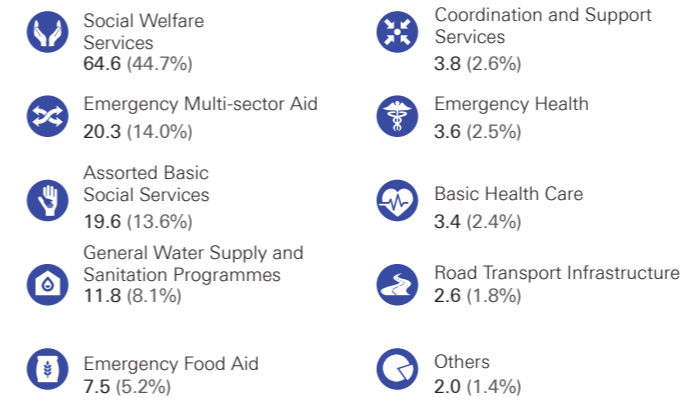 Social Welfare
Services
64.6 (44.7%)
Emergency Multi-sector Aid
20.3 (14.0%)
Assorted Basic
Social Services
19.6 (13.6%)
General Water Supply and
Sanitation Programmes
11.8 (8.1%)
Emergency Food Aid
7.5 (5.2%)
Coordination and Support
Services
3.8 (2.6%)
Emergency Health
3.6 (2.5%)
Basic Health Care
3.4 (2.4%)
Road Transport Infrastructure
2.6 (1.8%)
Others
2.0 (1.4%)